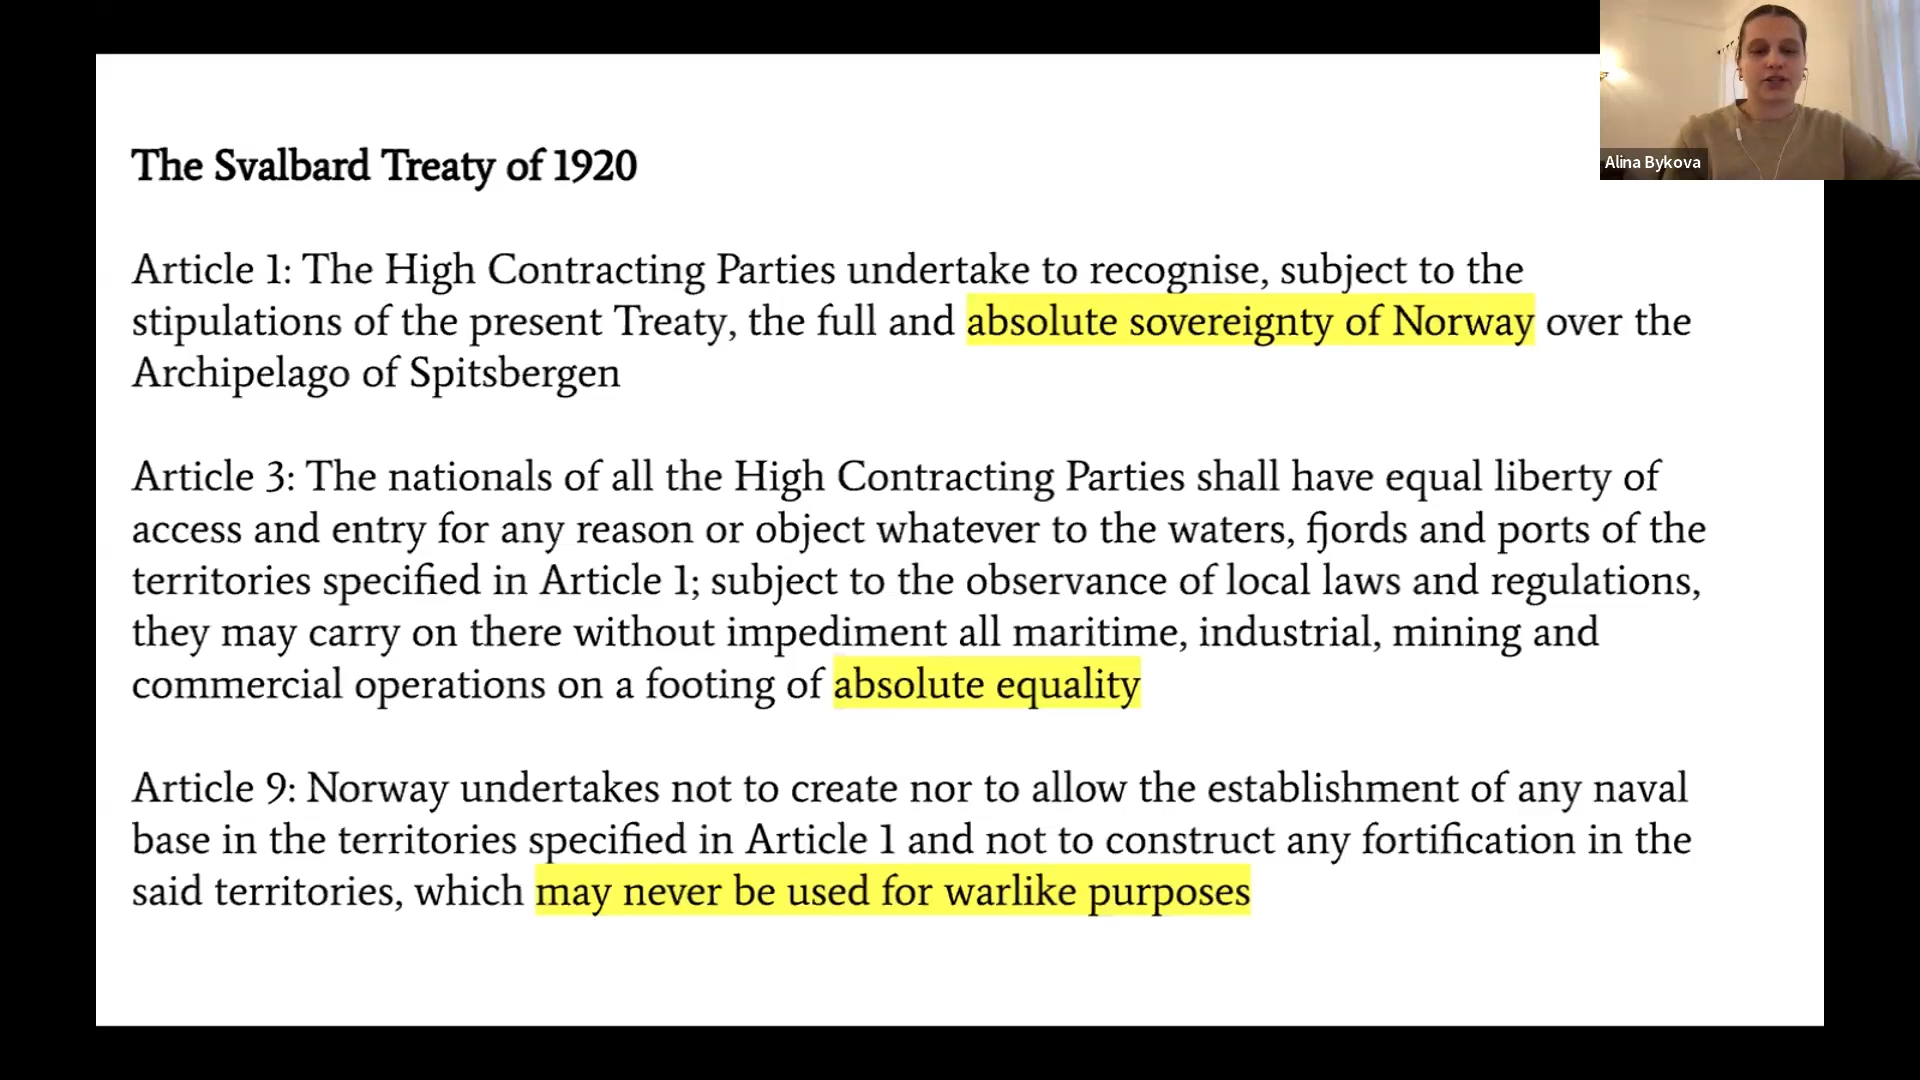 Alina Bykova
The Svalbard Treaty of 1920
Article 1: The High Contracting Parties undertake to recognise, subject to the
stipulations of the present Treaty, the full and absolute sovereignty of Norway over the
Archipelago of Spitsbergen
Article 3: The nationals of all the High Contracting Parties shall have equal liberty of
access and entry for any reason or object whatever to the waters, fjords and ports of the
territories specified in Article 1; subject to the observance of local laws and regulations,
they may carry on there without impediment all maritime, industrial, mining and
commercial operations on a footing of absolute equality
Article 9: Norway undertakes not to create nor to allow the establishment of any naval
base in the territories specified in Article 1 and not to construct any fortification in the
said territories, which may never be used for warlike purposes